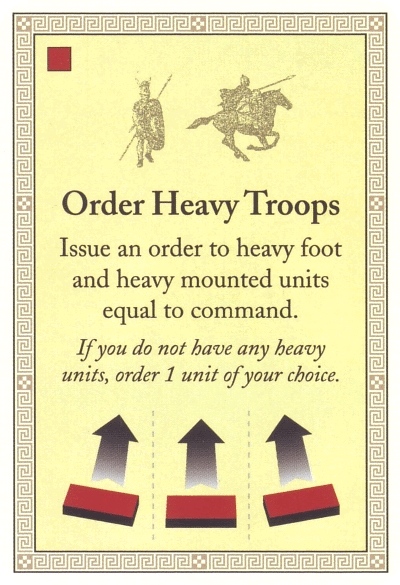 Order Heavy Troops
Issue an order to heavy foot
and heavy mounted units
equal to command.
If you do not have any heavy
units, order 1 unit of your choice.